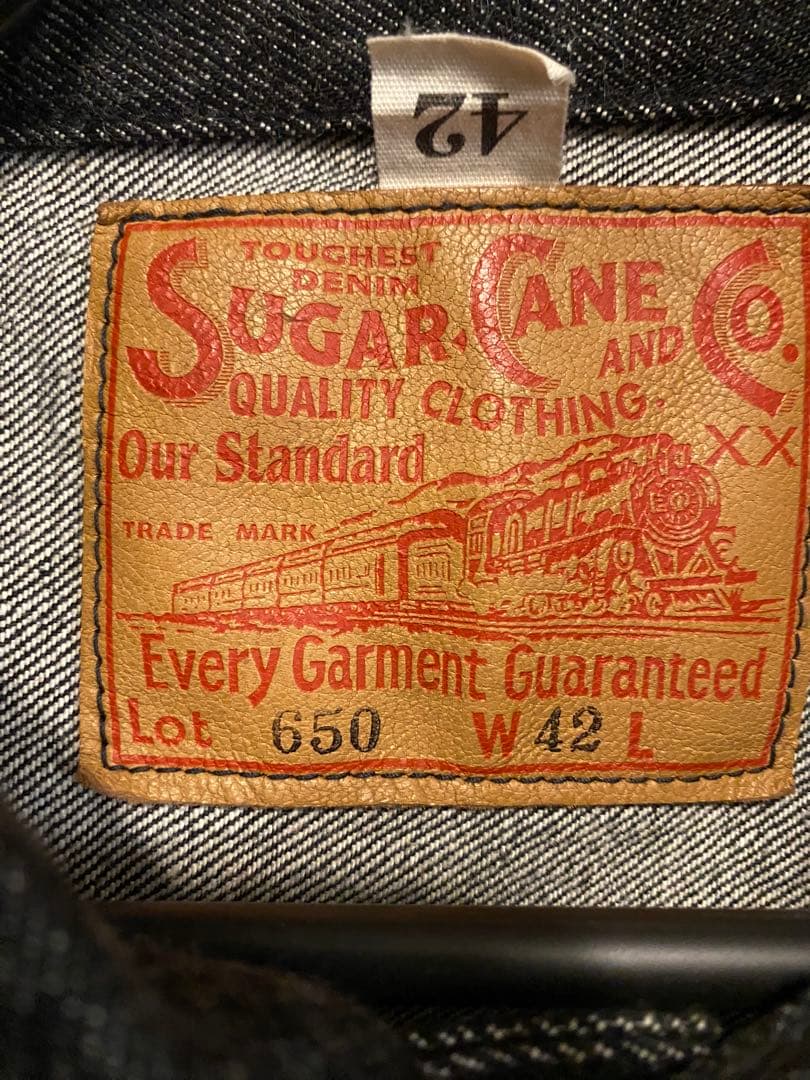 42
TOUGHEST
DENIM
SUGAR CANE Co.
AND
QUALITY CLOTHING.
XX
Our Standard
TRADE MARK
Every Garment Guaranteed
Lot 650 W 42 L